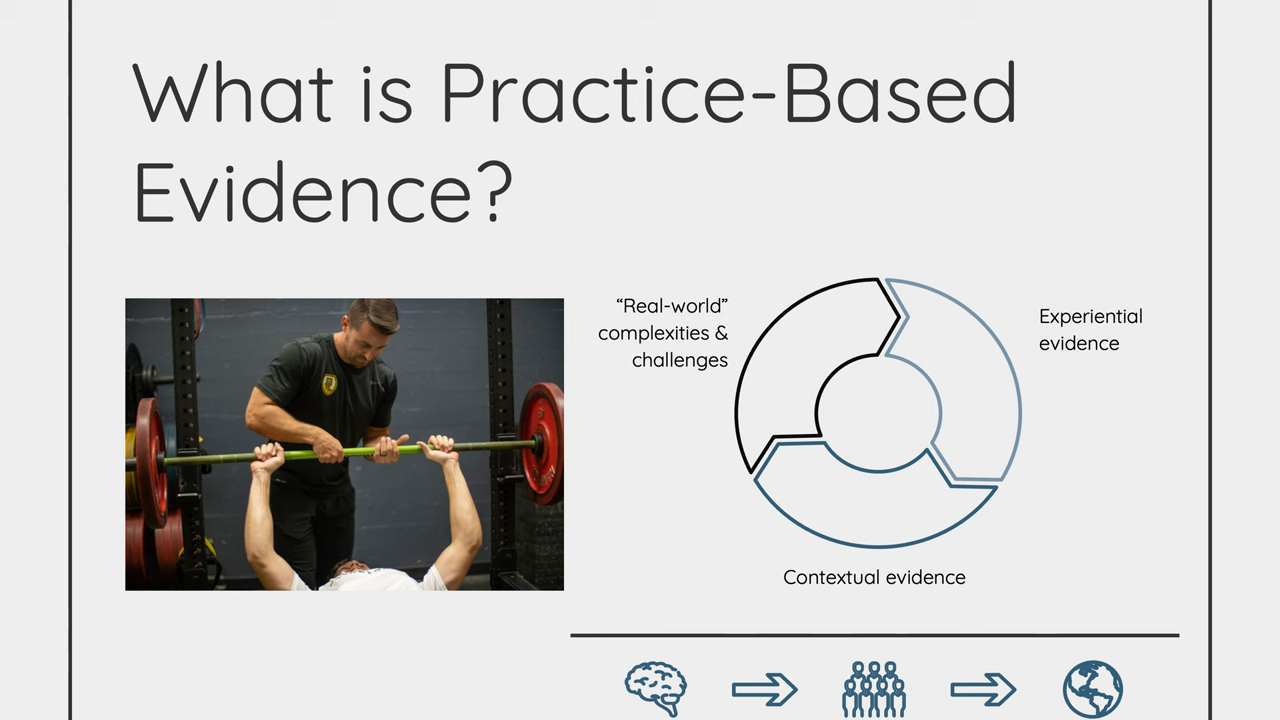 What is Practice-Based
Evidence?
“Real-world”
complexities &
challenges
Experiential
evidence
Contextual evidence